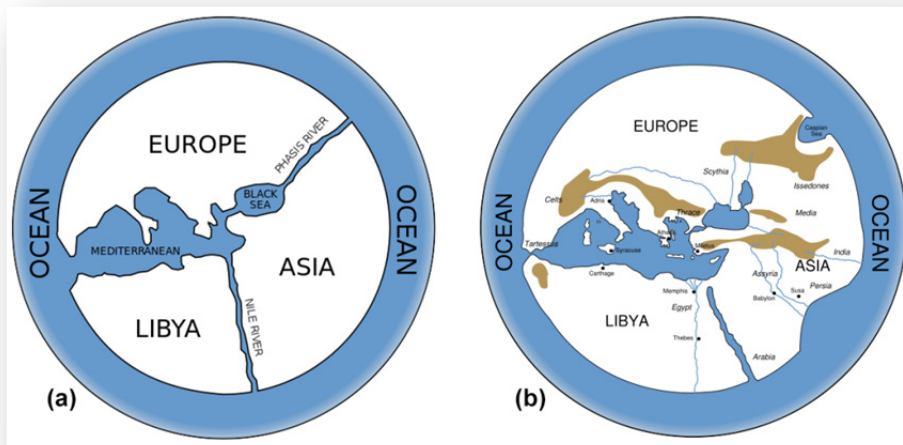 EUROPE
PHASIS RIVER
BLACK
SEA
OCEAN
OCEAN
MEDITERRANEAN
ASIA
LIBYA
NILE RIVER
(a)
EUROPE
Caspian
Sea
Scythia
Issedones
Celts
Adria
Thrace
Media
OCEAN
OCEAN
Athens
Tartessus
Syracuse
Miletus
India
Carthage
Assyria
ASIA
Memphis
Babylon
Susa
Persia
Egypt
LIBYA
Thebes
Arabia
(b)